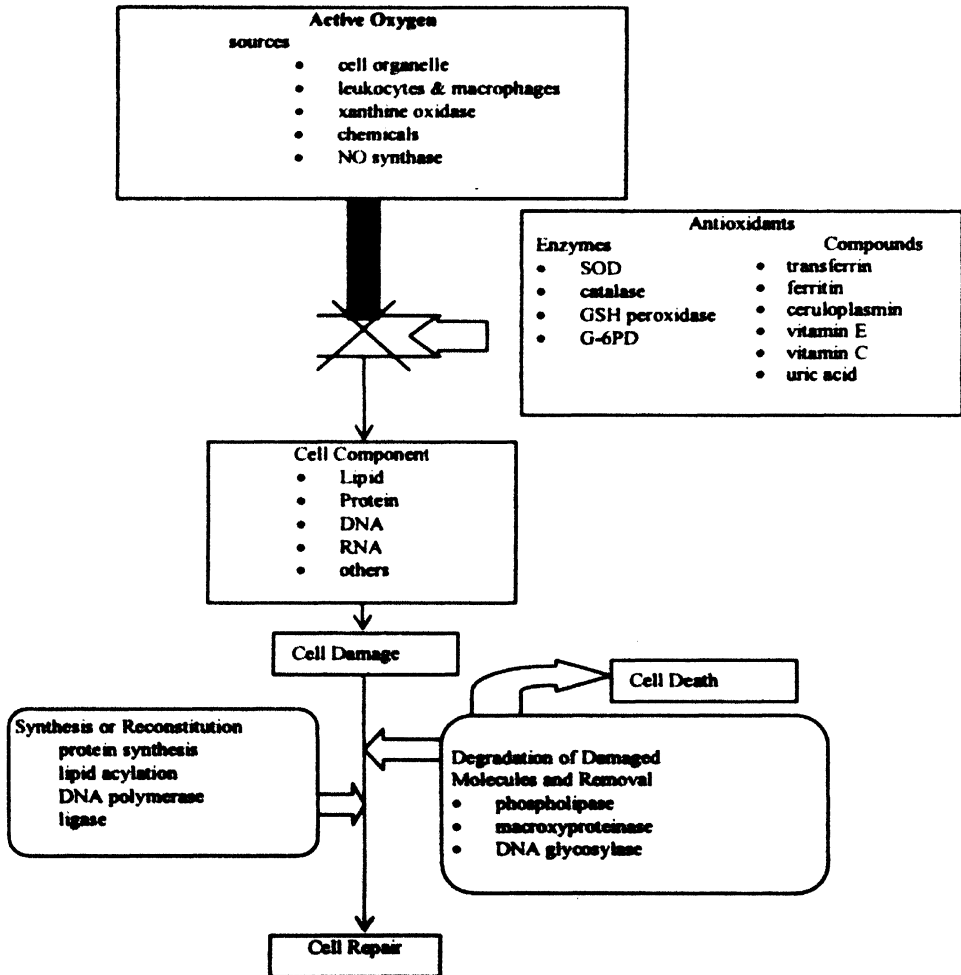 Active Oxygen
sources
• cell organelle
• leukocytes & macrophages
• xanthine oxidase
• chemicals
• NO synthase
Antioxidants
Enzymes
• SOD
• catalase
• GSH peroxidase
• G-6PD
Compounds
• transferrin
• ferritin
• ceruloplasmin
• vitamin E
• vitamin C
• uric acid
Cell Component
• Lipid
• Protein
• DNA
• RNA
• others
Cell Damage
Cell Death
Synthesis or Reconstitution
protein synthesis
lipid acylation
DNA polymerase
ligase
Degradation of Damaged
Molecules and Removal
• phospholipase
• macroxyproteinase
• DNA glycosylase
Cell Repair